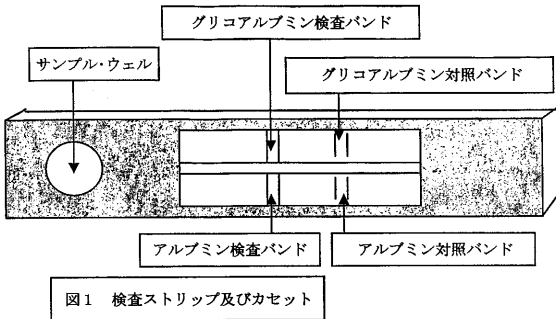 グリコアルブミン検査バンド
サンプル・ウェル
グリコアルブミン対照バンド
アルブミン検査バンド
アルブミン対照バンド
図1 検査ストリップ及びカセット